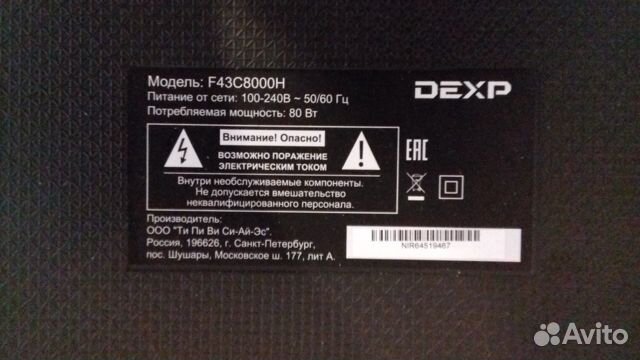 Модель: F43C8000H
DEXP
Питание от сети: 100-240В ~ 50/60 Гц
Потребляемая мощность: 80 Вт
Внимание! Опасно!
ВОЗМОЖНО ПОРАЖЕНИЕ
ЭЛЕКТРИЧЕСКИМ ТОКОМ
EAC
Внутри необслуживаемые компоненты.
Не допускается вмешательство
неквалифицированного персонала.
Производитель:
ООО "Ти Пи Ви Си-Ай-Эс".
Россия, 196626, г. Санкт-Петербург,
пос. Шушары, Московское ш. 177, лит А.
NIR64519467
Avito